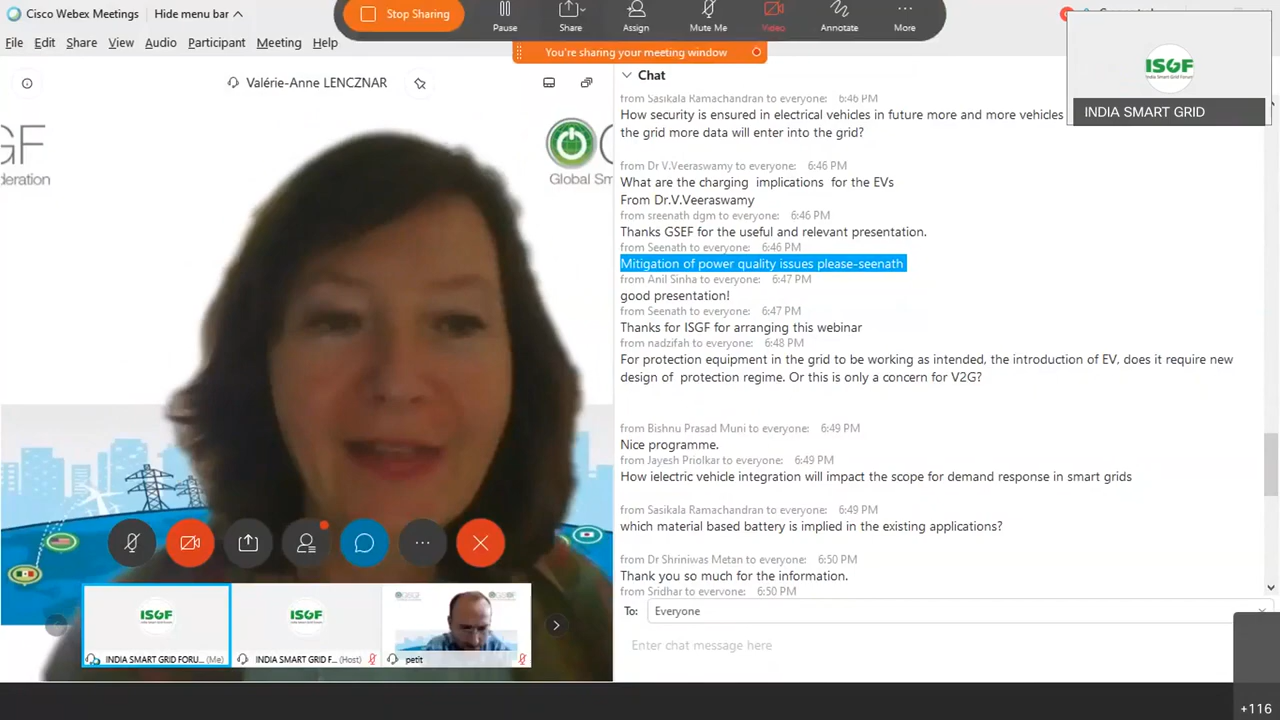 Cisco Webex Meetings Hide menu bar
Stop Sharing
Pause Share Assign Mute Me Video Annotate More
File Edit Share View Audio Participant Meeting Help
You're sharing your meeting window
ISGF
India Smart Grid Forum
INDIA SMART GRID
Valérie-Anne LENCZNAR
GF
deration
Global Sm
Chat
from Sasikala Ramachandran to everyone: 6:46 PM
How security is ensured in electrical vehicles in future more and more vehicles
the grid more data will enter into the grid?
from Dr V.Veeraswamy to everyone: 6:46 PM
What are the charging implications for the EVs
From Dr.V.Veeraswamy
from sreenath dgm to everyone: 6:46 PM
Thanks GSEF for the useful and relevant presentation.
from Seenath to everyone: 6:46 PM
Mitigation of power quality issues please-seenath
from Anil Sinha to everyone: 6:47 PM
good presentation!
from Seenath to everyone: 6:47 PM
Thanks for ISGF for arranging this webinar
from nadzifah to everyone: 6:48 PM
For protection equipment in the grid to be working as intended, the introduction of EV, does it require new
design of protection regime. Or this is only a concern for V2G?
from Bishnu Prasad Muni to everyone: 6:49 PM
Nice programme.
from Jayesh Priolkar to everyone: 6:49 PM
How ielectric vehicle integration will impact the scope for demand response in smart grids
from Sasikala Ramachandran to everyone: 6:49 PM
which material based battery is implied in the existing applications?
from Dr Shriniwas Metan to everyone: 6:50 PM
Thank you so much for the information.
from Sridhar to everyone: 6:50 PM
To: Everyone
Enter chat message here
ISGF
INDIA SMART GRID FORU... (Me)
ISGF
INDIA SMART GRID F... (Host)
petit
+116